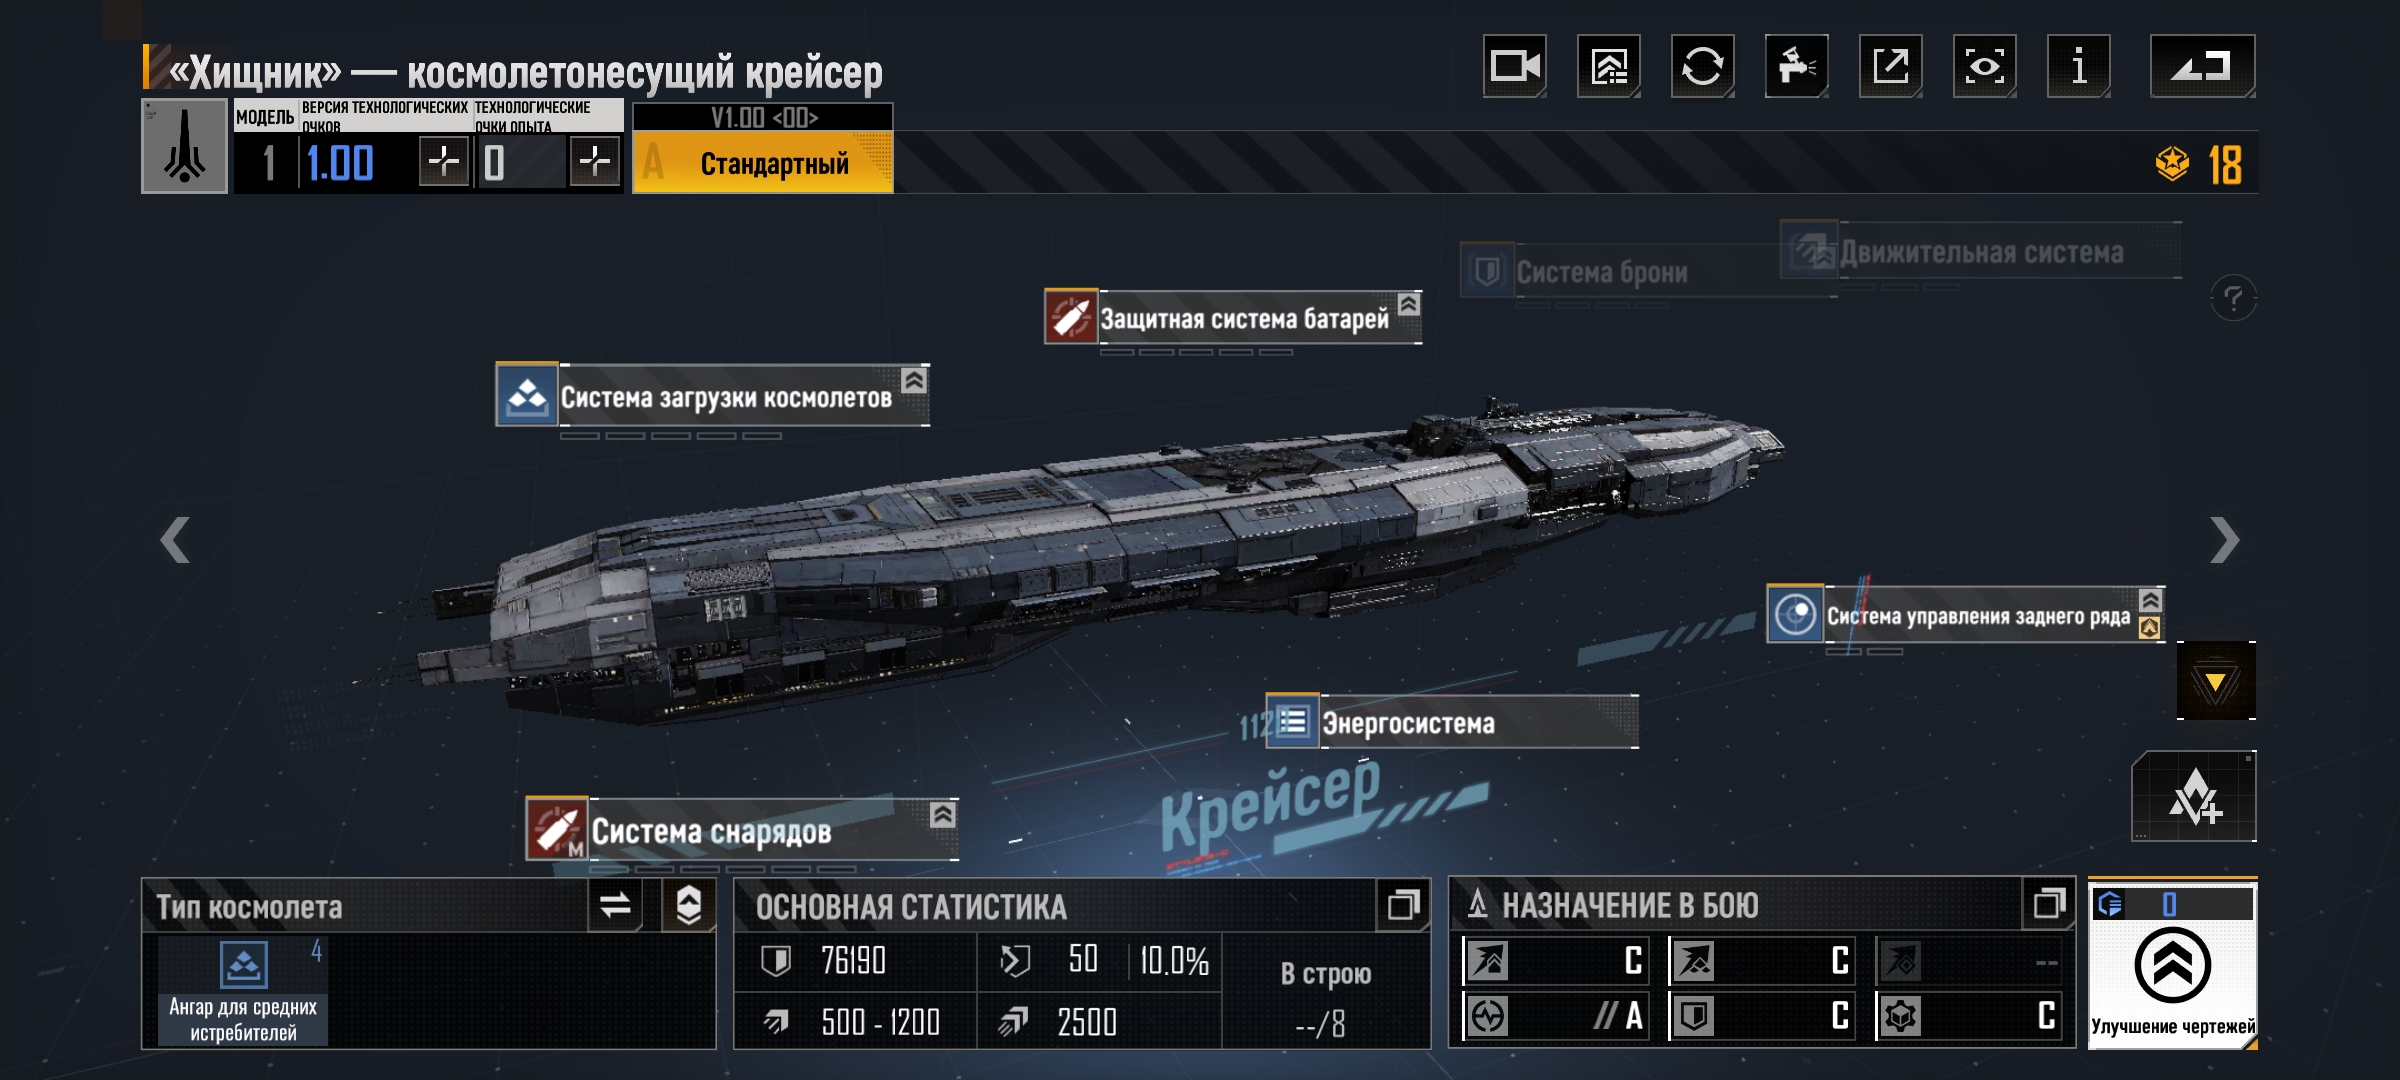 «Хищник» — космолетонесущий крейсер
МОДЕЛЬ
ВЕРСИЯ ТЕХНОЛОГИЧЕСКИХ
ОЧКОВ
ТЕХНОЛОГИЧЕСКИЕ
ОЧКИ ОПЫТА
1
1.00
0
V1.00 <00>
A
Стандартный
18
Движительная система
Система брони
Защитная система батарей
Система загрузки космолетов
Система управления заднего ряда
112
Энергосистема
Крейсер
M
Система снарядов
Тип космолета
4
Ангар для средних
истребителей
ОСНОВНАЯ СТАТИСТИКА
76190
50
10.0%
500 - 1200
2500
В строю
--/8
НАЗНАЧЕНИЕ В БОЮ
C
C
--
// A
C
C
0
Улучшение чертежей